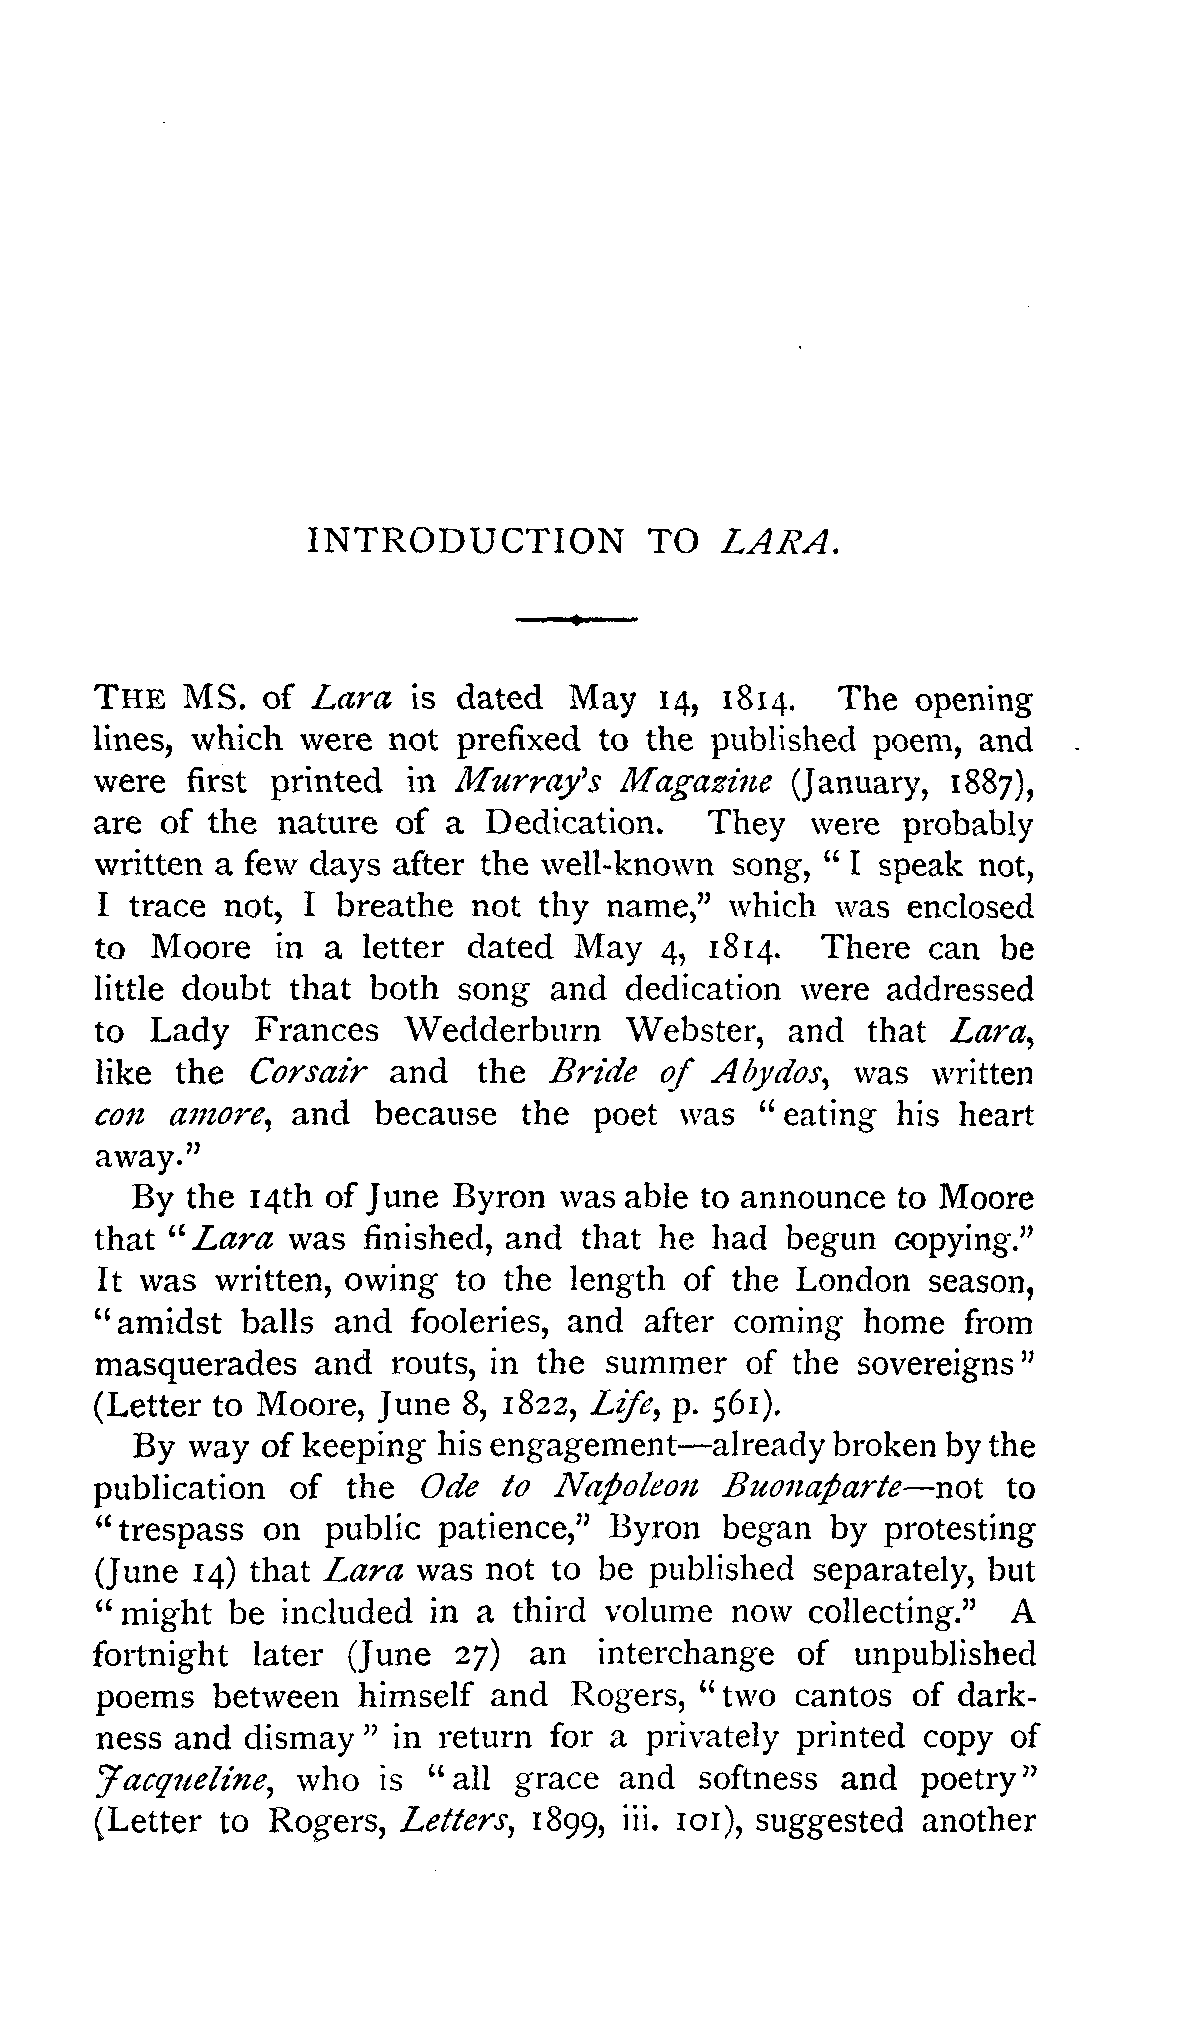 INTRODUCTION TO LARA.
THE MS. of Lara is dated May 14, 1814. The opening
lines, which were not prefixed to the published poem, and
were first printed in Murray's Magazine (January, 1887),
are of the nature of a Dedication. They were probably
written a few days after the well-known song, "I speak not,
I trace not, I breathe not thy name," which was enclosed
to Moore in a letter dated May 4, 1814. There can be
little doubt that both song and dedication were addressed
to Lady Frances Wedderburn Webster, and that Lara,
like the Corsair and the Bride of Abydos, was written
con amore, and because the poet was "eating his heart
away."
By the 14th of June Byron was able to announce to Moore
that "Lara was finished, and that he had begun copying."
It was written, owing to the length of the London season,
"amidst balls and fooleries, and after coming home from
masquerades and routs, in the summer of the sovereigns"
(Letter to Moore, June 8, 1822, Life, p. 561).
By way of keeping his engagement—already broken by the
publication of the Ode to Napoleon Buonaparte—not to
"trespass on public patience," Byron began by protesting
(June 14) that Lara was not to be published separately, but
"might be included in a third volume now collecting." A
fortnight later (June 27) an interchange of unpublished
poems between himself and Rogers, "two cantos of dark-
ness and dismay" in return for a privately printed copy of
Jacqueline, who is "all grace and softness and poetry"
(Letter to Rogers, Letters, 1899, iii. 101), suggested another